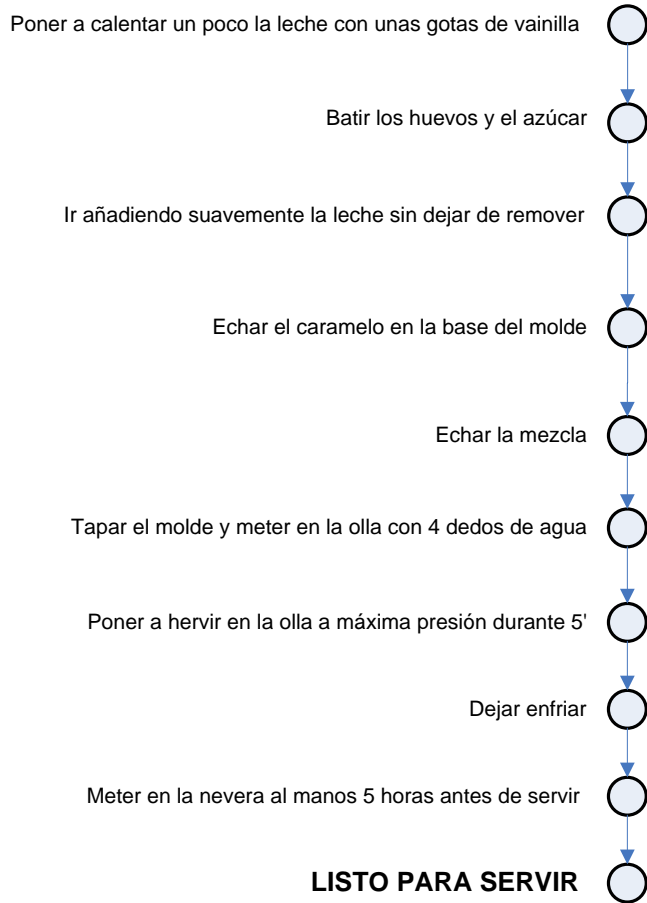 Poner a calentar un poco la leche con unas gotas de vainilla
Batir los huevos y el azúcar
Ir añadiendo suavemente la leche sin dejar de remover
Echar el caramelo en la base del molde
Echar la mezcla
Tapar el molde y meter en la olla con 4 dedos de agua
Poner a hervir en la olla a máxima presión durante 5'
Dejar enfriar
Meter en la nevera al manos 5 horas antes de servir
LISTO PARA SERVIR